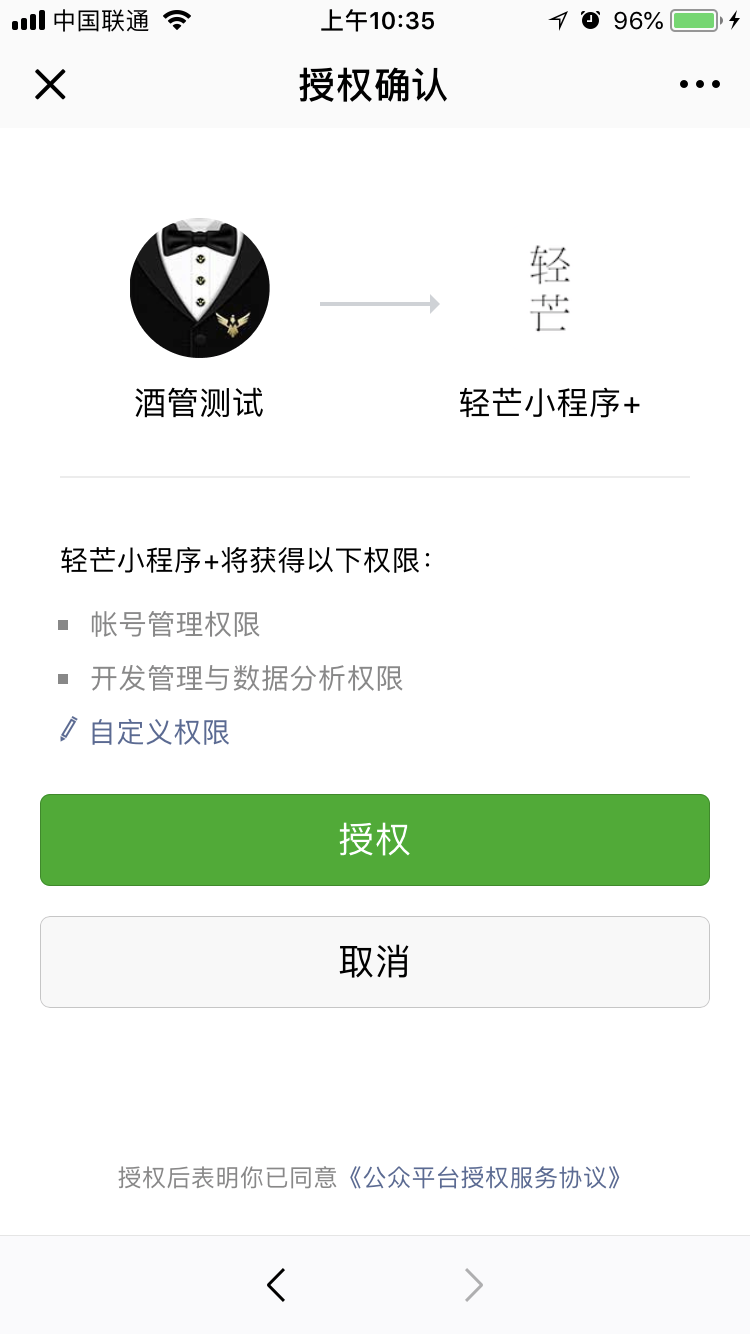 中国联通
上午10:35
96%
授权确认
轻
芒
酒管测试
轻芒小程序+
轻芒小程序+将获得以下权限：
帐号管理权限
开发管理与数据分析权限
自定义权限
授权
取消
授权后表明你已同意《公众平台授权服务协议》